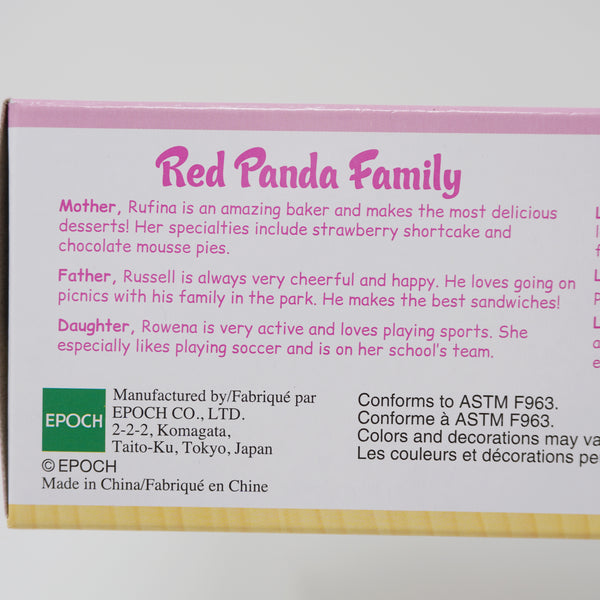 Red Panda Family
Mother, Rufina is an amazing baker and makes the most delicious
desserts! Her specialties include strawberry shortcake and
chocolate mousse pies.
Father, Russell is always very cheerful and happy. He loves going on
picnics with his family in the park. He makes the best sandwiches!
Daughter, Rowena is very active and loves playing sports. She
especially likes playing soccer and is on her school's team.
EPOCH
Manufactured by/Fabriqué par
EPOCH CO., LTD.
2-2-2, Komagata,
Taito-Ku, Tokyo, Japan
© EPOCH
Made in China/Fabriqué en Chine
Conforms to ASTM F963.
Conforme à ASTM F963.
Colors and decorations may
Les couleurs et décorations